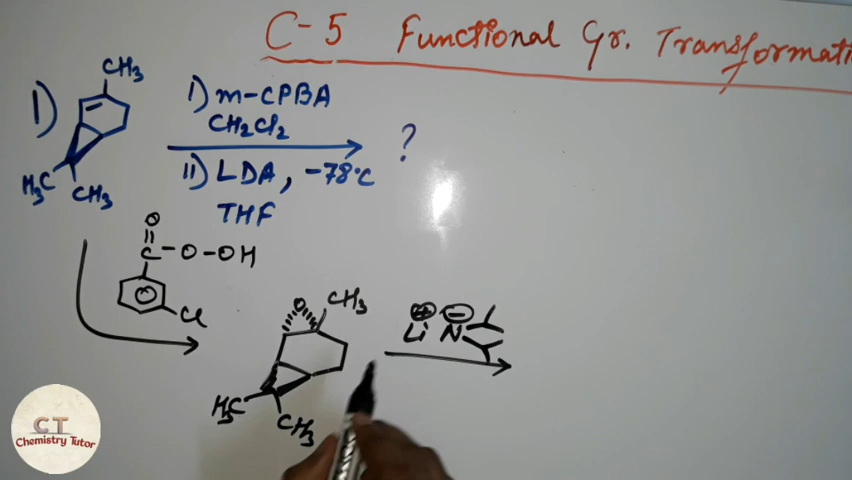 C-5 Functional Gr. Transformati
1) CH3
H3C CH3
i) m-CPBA
CH2Cl2
ii) LDA, -78°C
THF
?
O
C-O-OH
Cl
O CH3
H3C
CH3
⊕ ⊖
Li N
CT
Chemistry Tutor